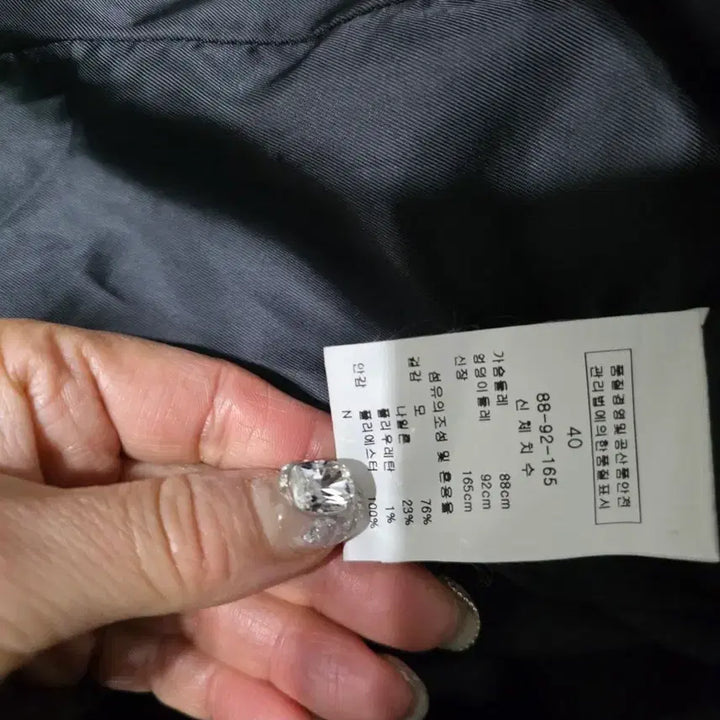 품질경영및공산품안전
관리법에의한품질표시
40
88-92-165
신 체 치 수
가슴둘레 88cm
엉덩이둘레 92cm
신장 165cm
섬유의조성 및 혼용율
겉감 모 76%
나일론 23%
폴리우레탄 1%
안감 폴리에스터 100%
N